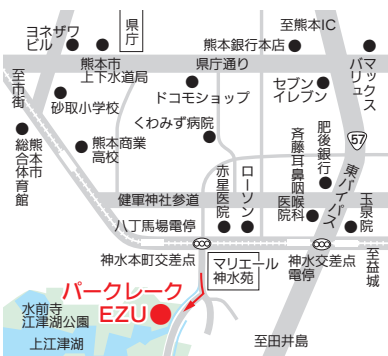 ヨネザワ
ビル
県庁
至熊本IC
熊本銀行本店
マックス
バリュ
熊本市
上下水道局
県庁通り
至市街
砂取小学校
ドコモショップ
セブン
イレブン
くわみず病院
熊本市
総合体育館
熊本商業
高校
斉藤耳鼻咽喉科
医院
肥後銀行
57
東バイパス
健軍神社参道
赤星医院
ローソン
玉泉院
八丁馬場電停
神水本町交差点
マリエール
神水苑
神水交差点
電停
至益城
パークレーク
EZU
水前寺
江津湖公園
上江津湖
至田井島